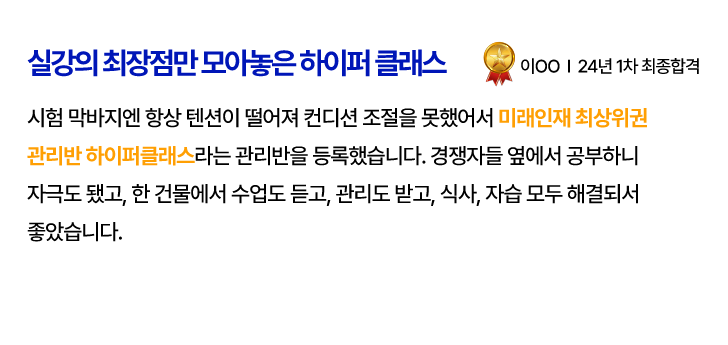 실강의 최장점만 모아놓은 하이퍼 클래스
이OO ㅣ 24년 1차 최종합격
시험 막바지엔 항상 텐션이 떨어져 컨디션 조절을 못했어서 미래인재 최상위권
관리반 하이퍼클래스라는 관리반을 등록했습니다. 경쟁자들 옆에서 공부하니
자극도 됐고, 한 건물에서 수업도 듣고, 관리도 받고, 식사, 자습 모두 해결되서
좋았습니다.